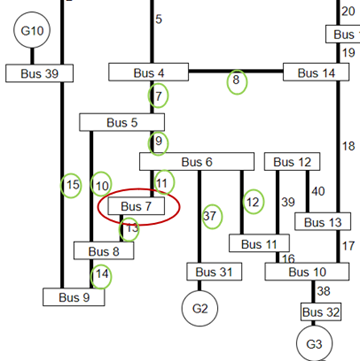 5
20
G10
Bus
19
Bus 39
Bus 4
8
Bus 14
7
Bus 5
9
18
Bus 6
Bus 12
15
10
11
12
39
40
Bus 7
37
13
Bus 13
Bus 8
Bus 11
17
14
16
Bus 31
Bus 10
Bus 9
38
G2
Bus 32
G3